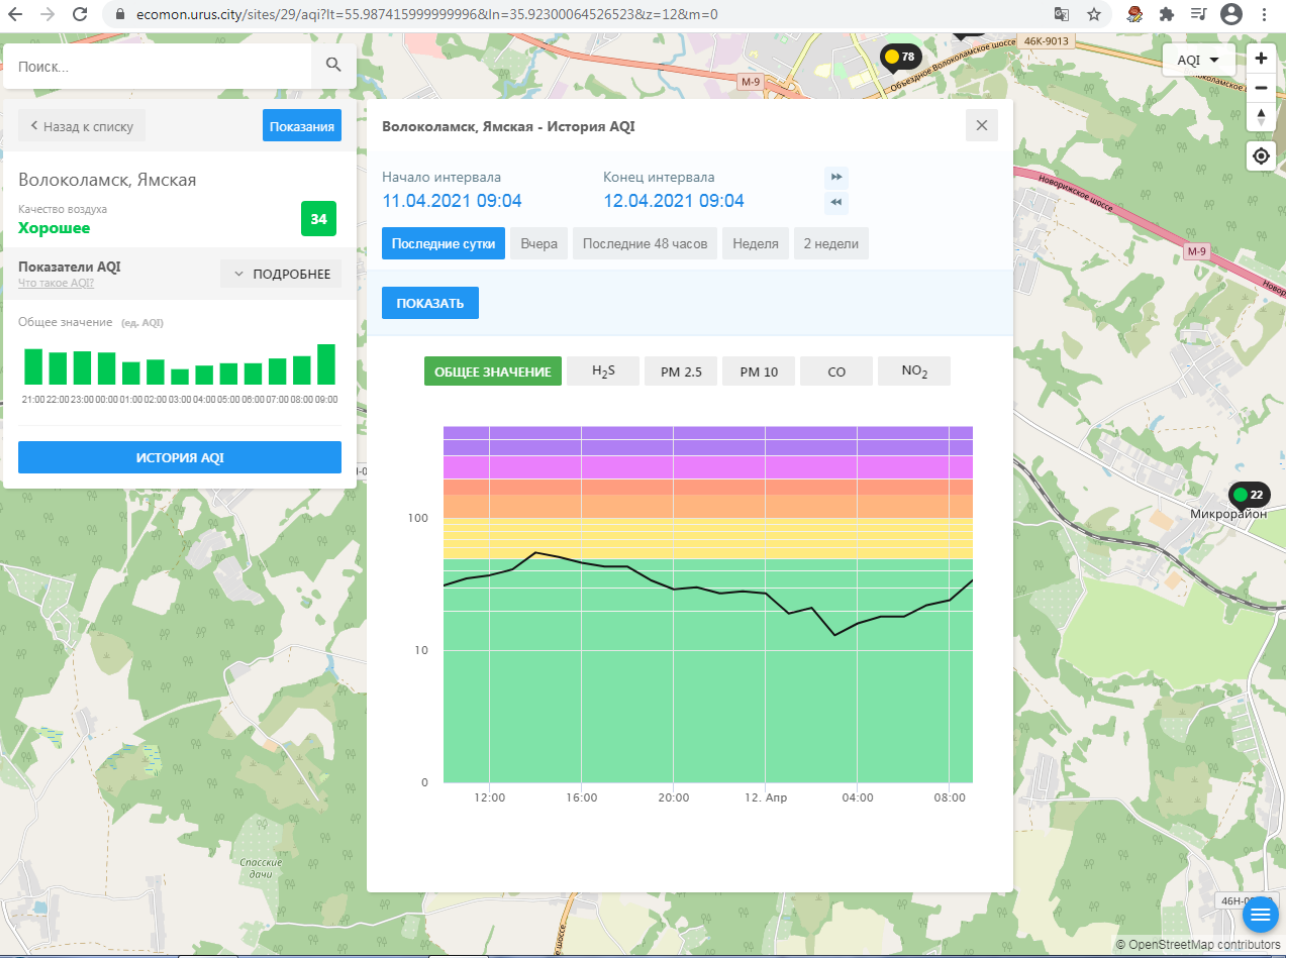 ecomon.urus.city/sites/29/aqi?lt=55.987415999999996&ln=35.92300064526523&z=12&m=0
Поиск...
Назад к списку
Показания
Волоколамск, Ямская
Качество воздуха
Хорошее
34
Показатели AQI
Что такое AQI?
ПОДРОБНЕЕ
Общее значение (ед. AQI)
21:00 22:00 23:00 00:00 01:00 02:00 03:00 04:00 05:00 06:00 07:00 08:00 09:00
ИСТОРИЯ AQI
Волоколамск, Ямская - История AQI
Начало интервала
Конец интервала
11.04.2021 09:04
12.04.2021 09:04
Последние сутки
Вчера
Последние 48 часов
Неделя
2 недели
ПОКАЗАТЬ
ОБЩЕЕ ЗНАЧЕНИЕ
H2S
PM 2.5
PM 10
CO
NO2
100
10
0
12:00
16:00
20:00
12. Апр
04:00
08:00
М-9
78
Объездное Волоколамское шоссе
46К-9013
AQI
Новорижское шоссе
М-9
22
Микрорайон
Спасские
дачи
шоссе
© OpenStreetMap contributors